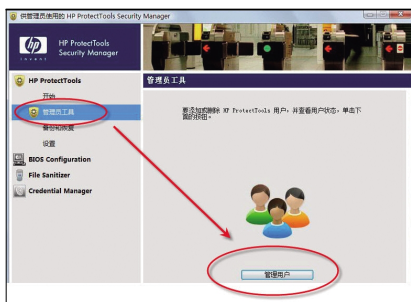 供管理员使用的 HP ProtectTools Security Manager
hp
invent
HP ProtectTools
Security Manager
HP ProtectTools
开始
管理员工具
备份和恢复
设置
BIOS Configuration
File Sanitizer
Credential Manager
管理员工具
要添加或删除 HP ProtectTools 用户，并查看用户状态，单击下
面的按钮。
管理用户